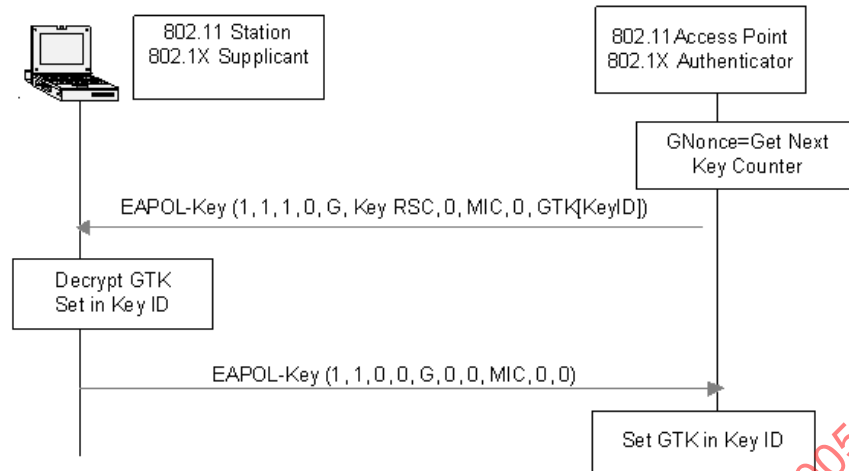 802.11 Station
802.1X Supplicant
802.11Access Point
802.1X Authenticator
GNonce=Get Next
Key Counter
EAPOL-Key (1,1,1,0,G,Key RSC,0,MIC,0,GTK[KeyID])
Decrypt GTK
Set in Key ID
EAPOL-Key (1,1,0,0,G,0,0,MIC,0,0)
Set GTK in Key ID
005